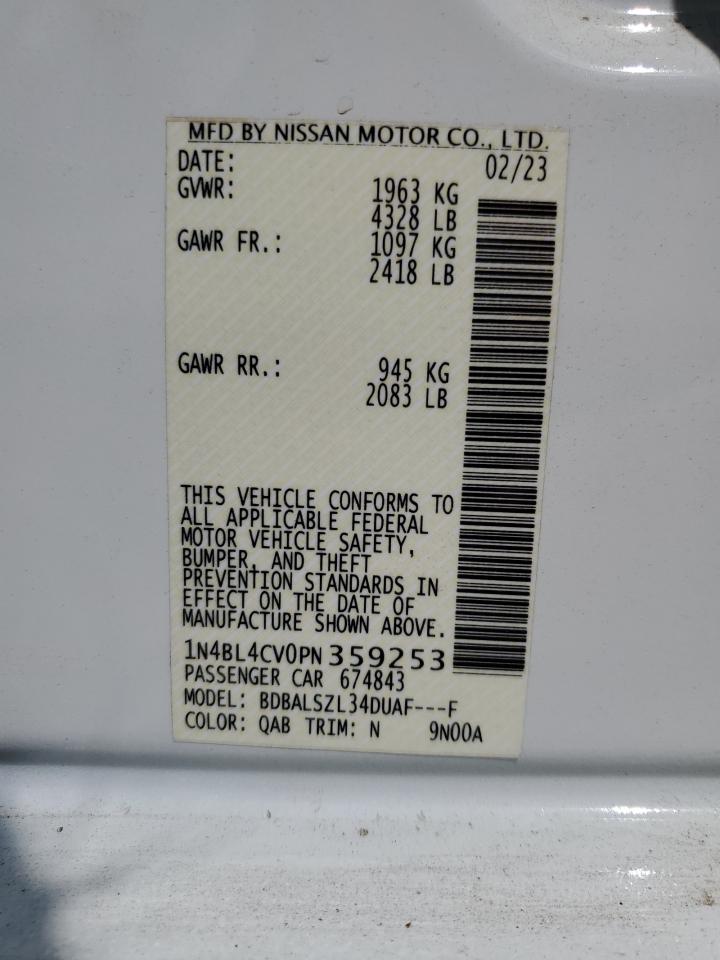 MFD BY NISSAN MOTOR CO., LTD.
DATE: 02/23
GVWR: 1963 KG
4328 LB
GAWR FR.: 1097 KG
2418 LB
GAWR RR.: 945 KG
2083 LB
THIS VEHICLE CONFORMS TO
ALL APPLICABLE FEDERAL
MOTOR VEHICLE SAFETY,
BUMPER, AND THEFT
PREVENTION STANDARDS IN
EFFECT ON THE DATE OF
MANUFACTURE SHOWN ABOVE.
1N4BL4CV0PN359253
PASSENGER CAR 674843
MODEL: BDBALSZL34DUAF---F
COLOR: QAB TRIM: N 9N00A